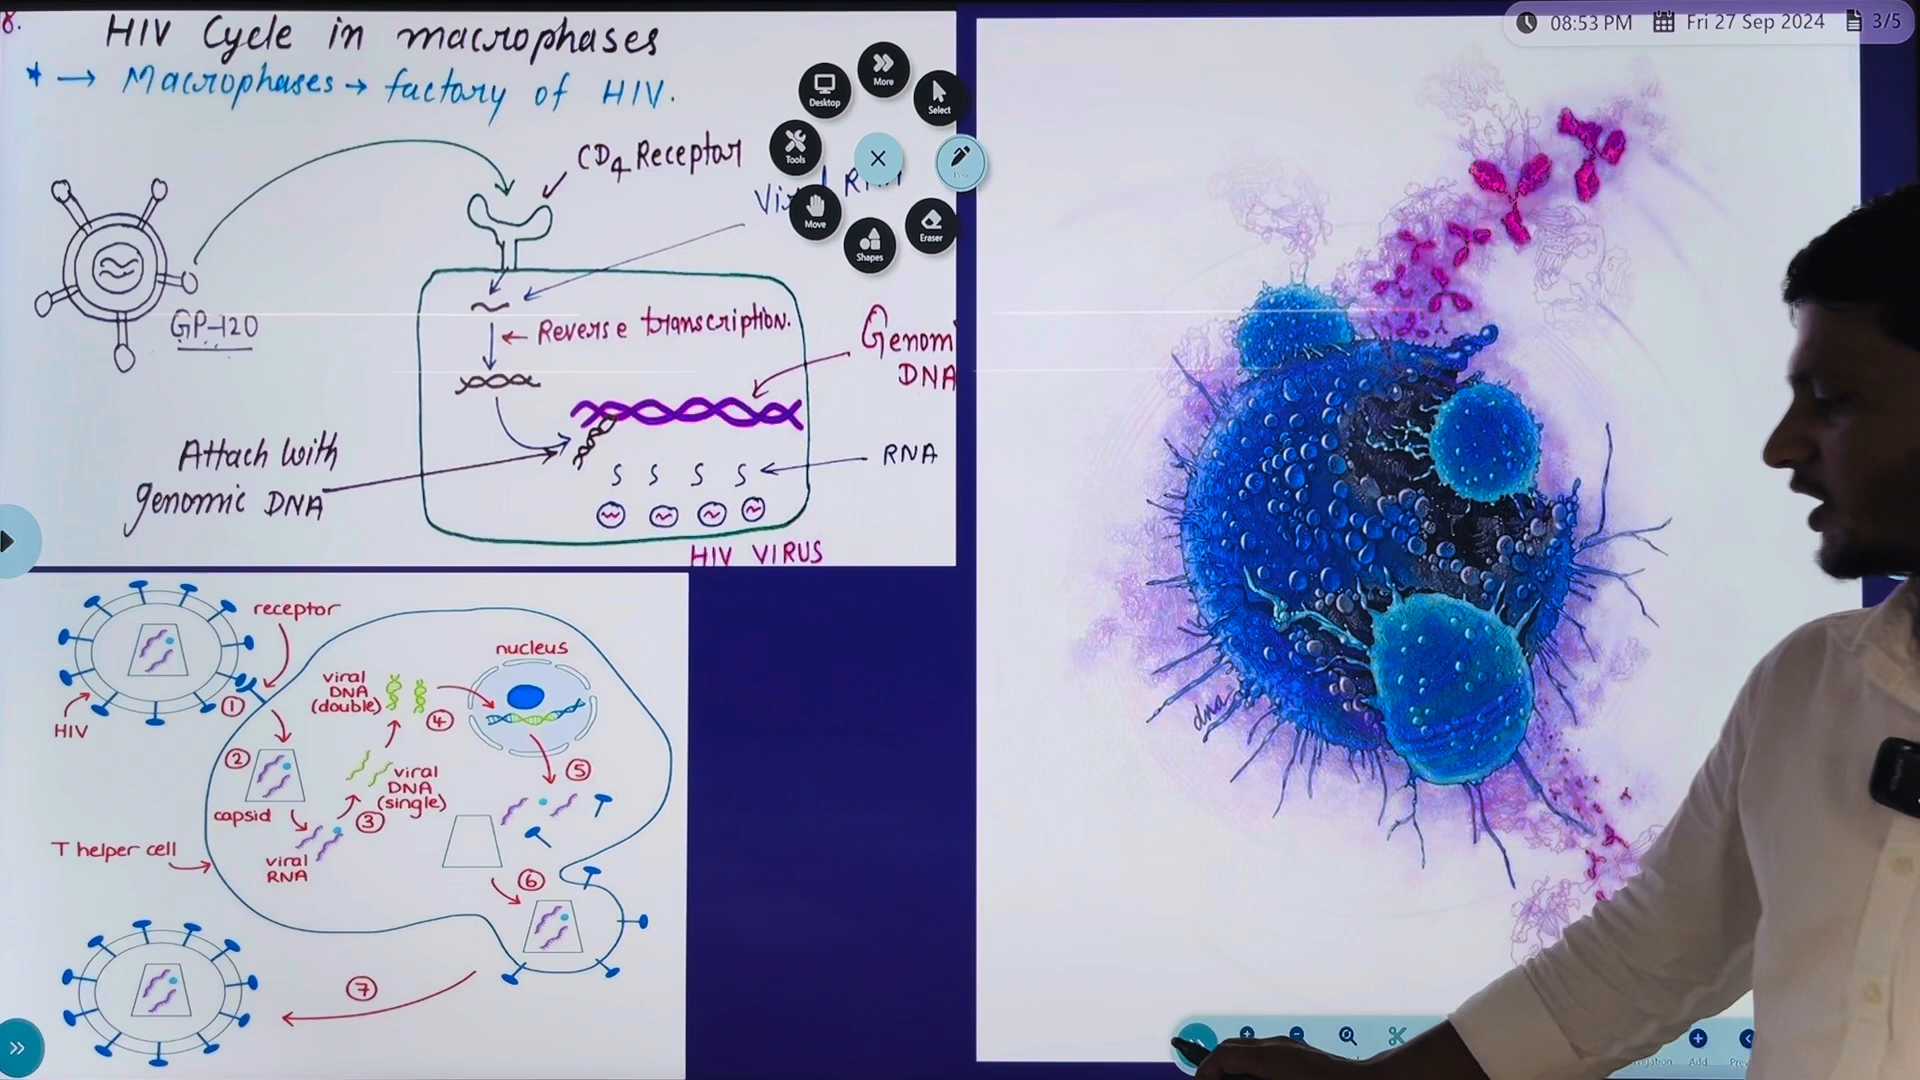 8.
HIV Cycle in macrophases
* → Macrophases → factory of HIV.
CD4 Receptor
GP-120
Reverse transcription.
Genom
DNA
Attach with
genomic DNA
RNA
HIV VIRUS
More
Desktop
Select
Tools
Pen
Move
Eraser
Shapes
08:53 PM
Fri 27 Sep 2024
3/5
receptor
HIV
1
2
capsid
viral
RNA
3
viral
DNA
(single)
viral
DNA
(double)
4
nucleus
5
6
7
T helper cell
dna
Add